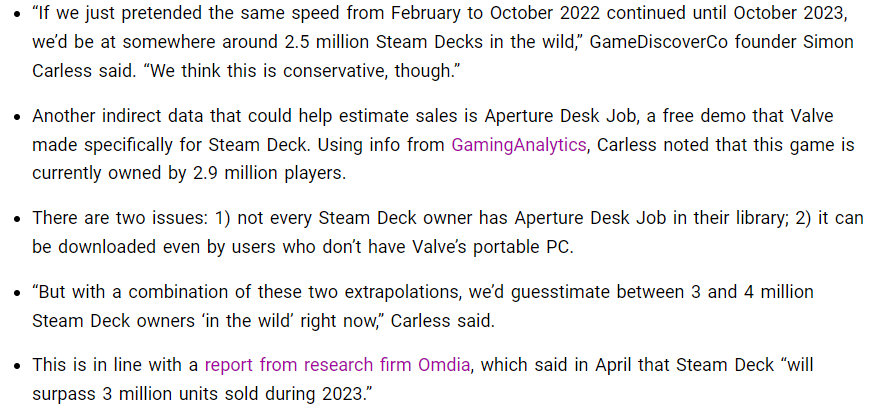 • “If we just pretended the same speed from February to October 2022 continued until October 2023,
we’d be at somewhere around 2.5 million Steam Decks in the wild,” GameDiscoverCo founder Simon
Carless said. “We think this is conservative, though.”
• Another indirect data that could help estimate sales is Aperture Desk Job, a free demo that Valve
made specifically for Steam Deck. Using info from GamingAnalytics, Carless noted that this game is
currently owned by 2.9 million players.
• There are two issues: 1) not every Steam Deck owner has Aperture Desk Job in their library; 2) it can
be downloaded even by users who don’t have Valve’s portable PC.
• “But with a combination of these two extrapolations, we’d guesstimate between 3 and 4 million
Steam Deck owners ‘in the wild’ right now,” Carless said.
• This is in line with a report from research firm Omdia, which said in April that Steam Deck “will
surpass 3 million units sold during 2023.”